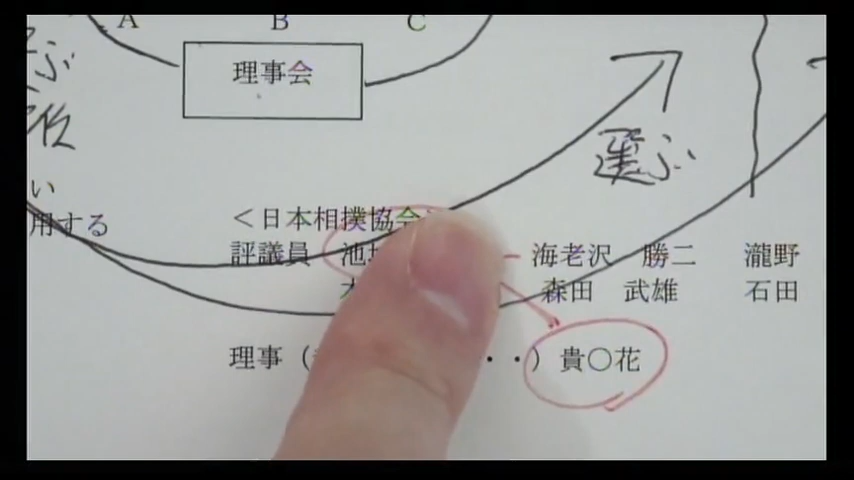 A B C
理事会
ぶ
選ぶ
い
用する
<日本相撲協会>
評議員 池 海老沢 勝二 瀧野
森田 武雄 石田
理事（ ・・）貴〇花